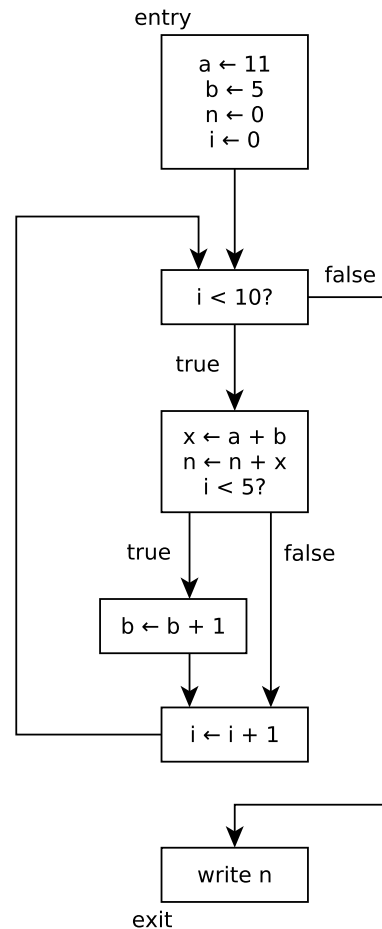 entry
a ← 11
b ← 5
n ← 0
i ← 0
i < 10?
false
true
x ← a + b
n ← n + x
i < 5?
true
false
b ← b + 1
i ← i + 1
write n
exit